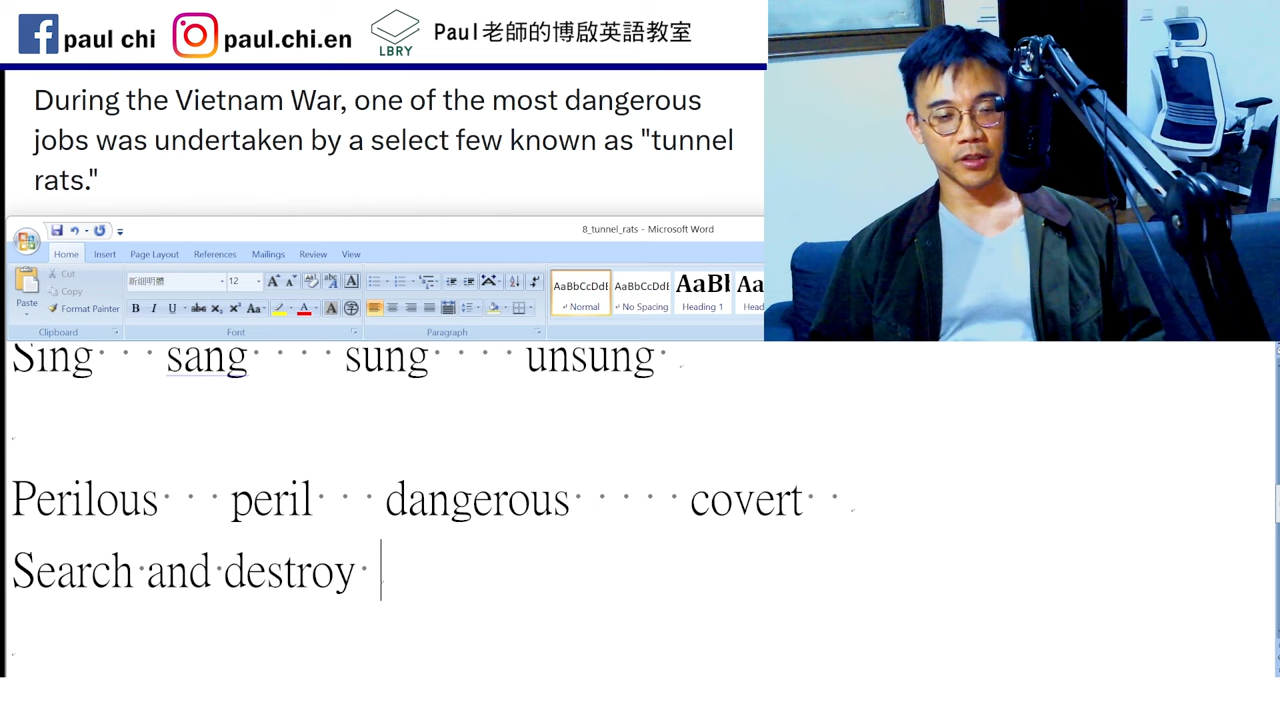 paul chi paul.chi.en LBRY Paul老師的博啟英語教室
During the Vietnam War, one of the most dangerous
jobs was undertaken by a select few known as "tunnel
rats."
8_tunnel_rats - Microsoft Word
Home Insert Page Layout References Mailings Review View
Cut
Copy
Format Painter
Paste
新細明體 12
AaBbCcDdE AaBbCcDdE AaBb AaB
Normal No Spacing Heading 1 Head
Clipboard Font Paragraph
Sing sang sung unsung
Perilous peril dangerous covert
Search and destroy